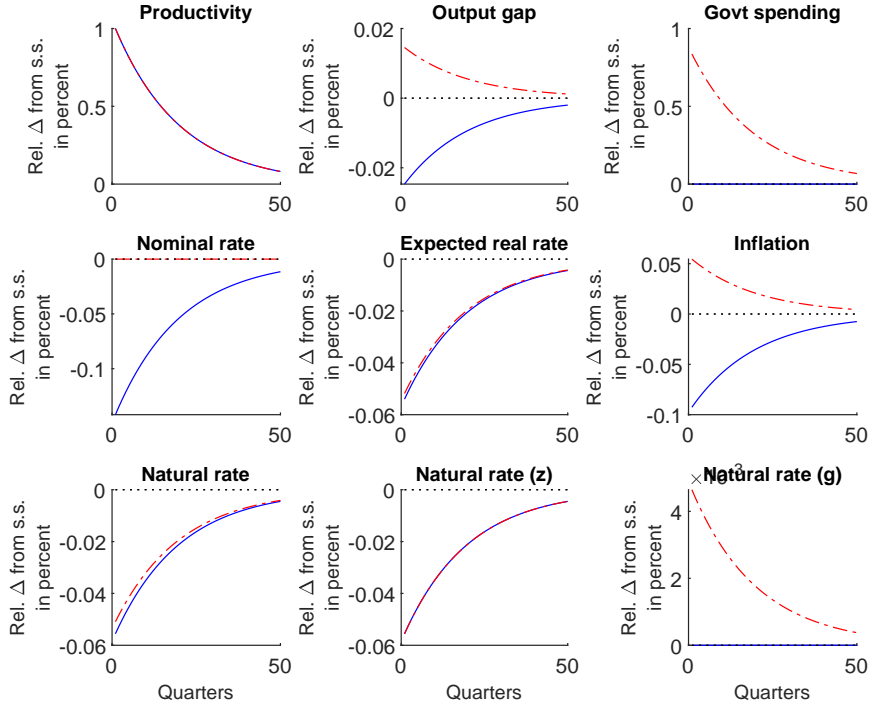 Productivity
Output gap
Govt spending
Rel. Δ from s.s.
in percent
1
0.5
0
0
50
Rel. Δ from s.s.
in percent
0.02
0
-0.02
0
50
Rel. Δ from s.s.
in percent
1
0.5
0
0
50
Nominal rate
Expected real rate
Inflation
Rel. Δ from s.s.
in percent
0
-0.05
-0.1
0
50
Rel. Δ from s.s.
in percent
0
-0.02
-0.04
-0.06
0
50
Rel. Δ from s.s.
in percent
0.05
0
-0.05
-0.1
0
50
Natural rate
Natural rate (z)
Natural rate (g)
Rel. Δ from s.s.
in percent
0
-0.02
-0.04
-0.06
0
50
Quarters
Rel. Δ from s.s.
in percent
0
-0.02
-0.04
-0.06
0
50
Quarters
Rel. Δ from s.s.
in percent
4
2
0
0
50
Quarters